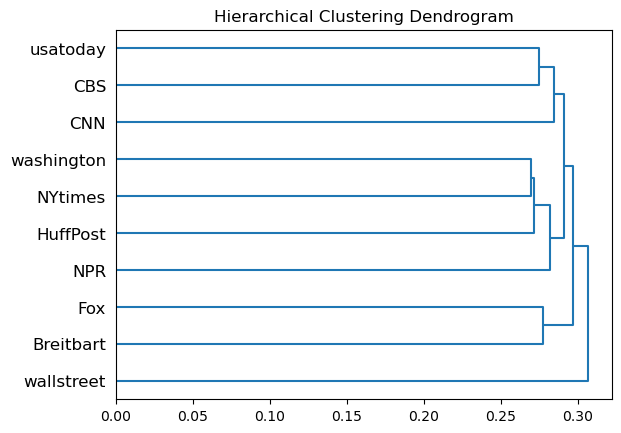 Hierarchical Clustering Dendrogram
usatoday
CBS
CNN
washington
NYtimes
HuffPost
NPR
Fox
Breitbart
wallstreet
0.00 0.05 0.10 0.15 0.20 0.25 0.30